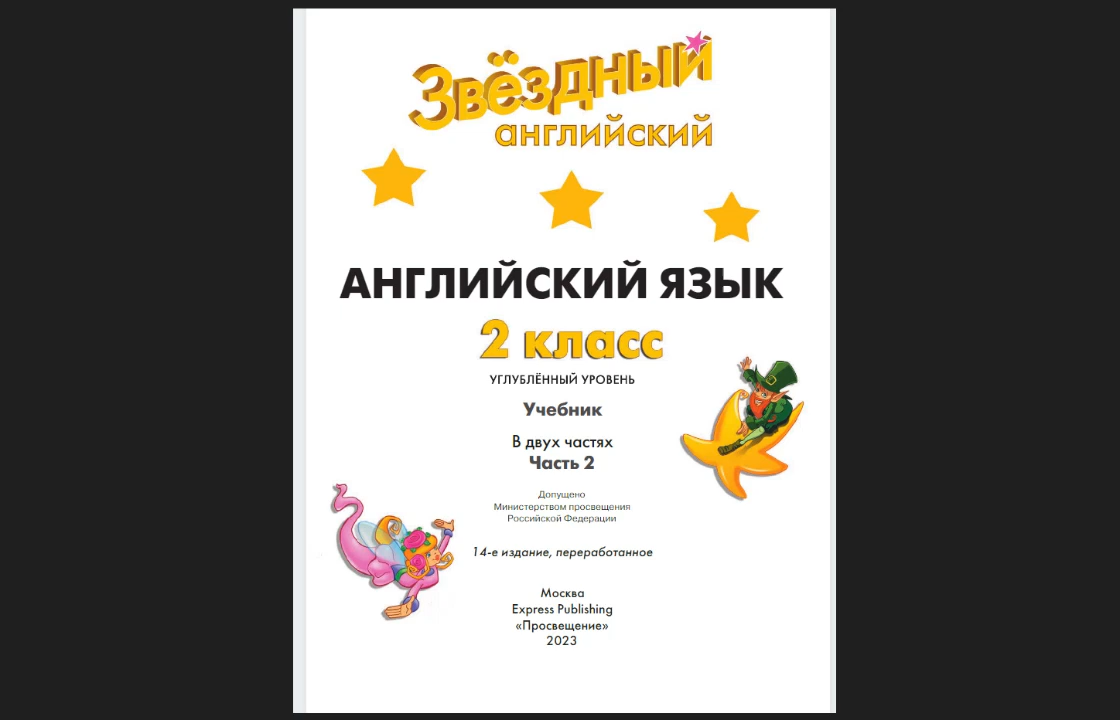 Звёздный
английский
АНГЛИЙСКИЙ ЯЗЫК
2 класс
УГЛУБЛЁННЫЙ УРОВЕНЬ
Учебник
В двух частях
Часть 2
Допущено
Министерством просвещения
Российской Федерации
14-е издание, переработанное
Москва
Express Publishing
«Просвещение»
2023